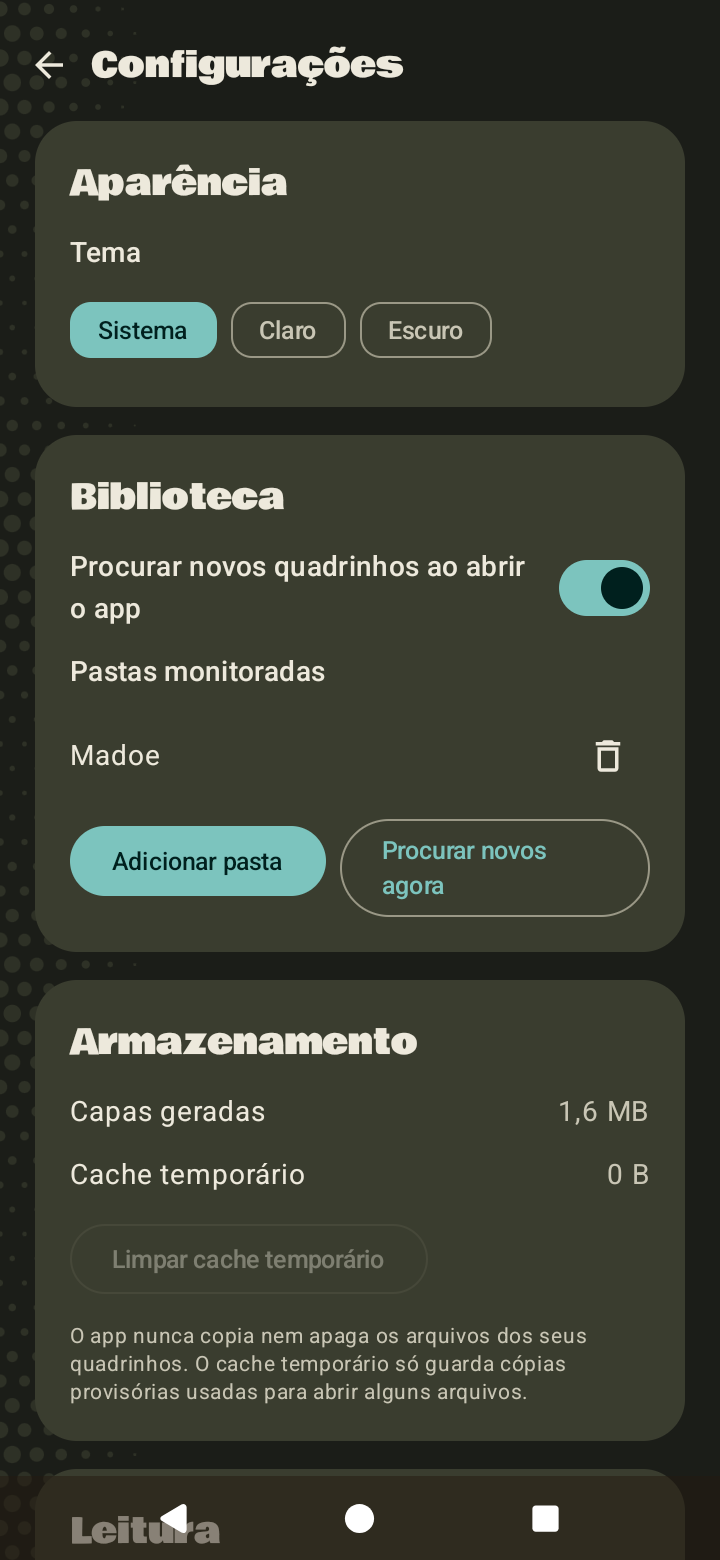 Configurações
Aparência
Tema
Sistema
Claro
Escuro
Biblioteca
Procurar novos quadrinhos ao abrir
o app
Pastas monitoradas
Madoe
Adicionar pasta
Procurar novos
agora
Armazenamento
Capas geradas
1,6 MB
Cache temporário
0 B
Limpar cache temporário
O app nunca copia nem apaga os arquivos dos seus
quadrinhos. O cache temporário só guarda cópias
provisórias usadas para abrir alguns arquivos.
Leitura